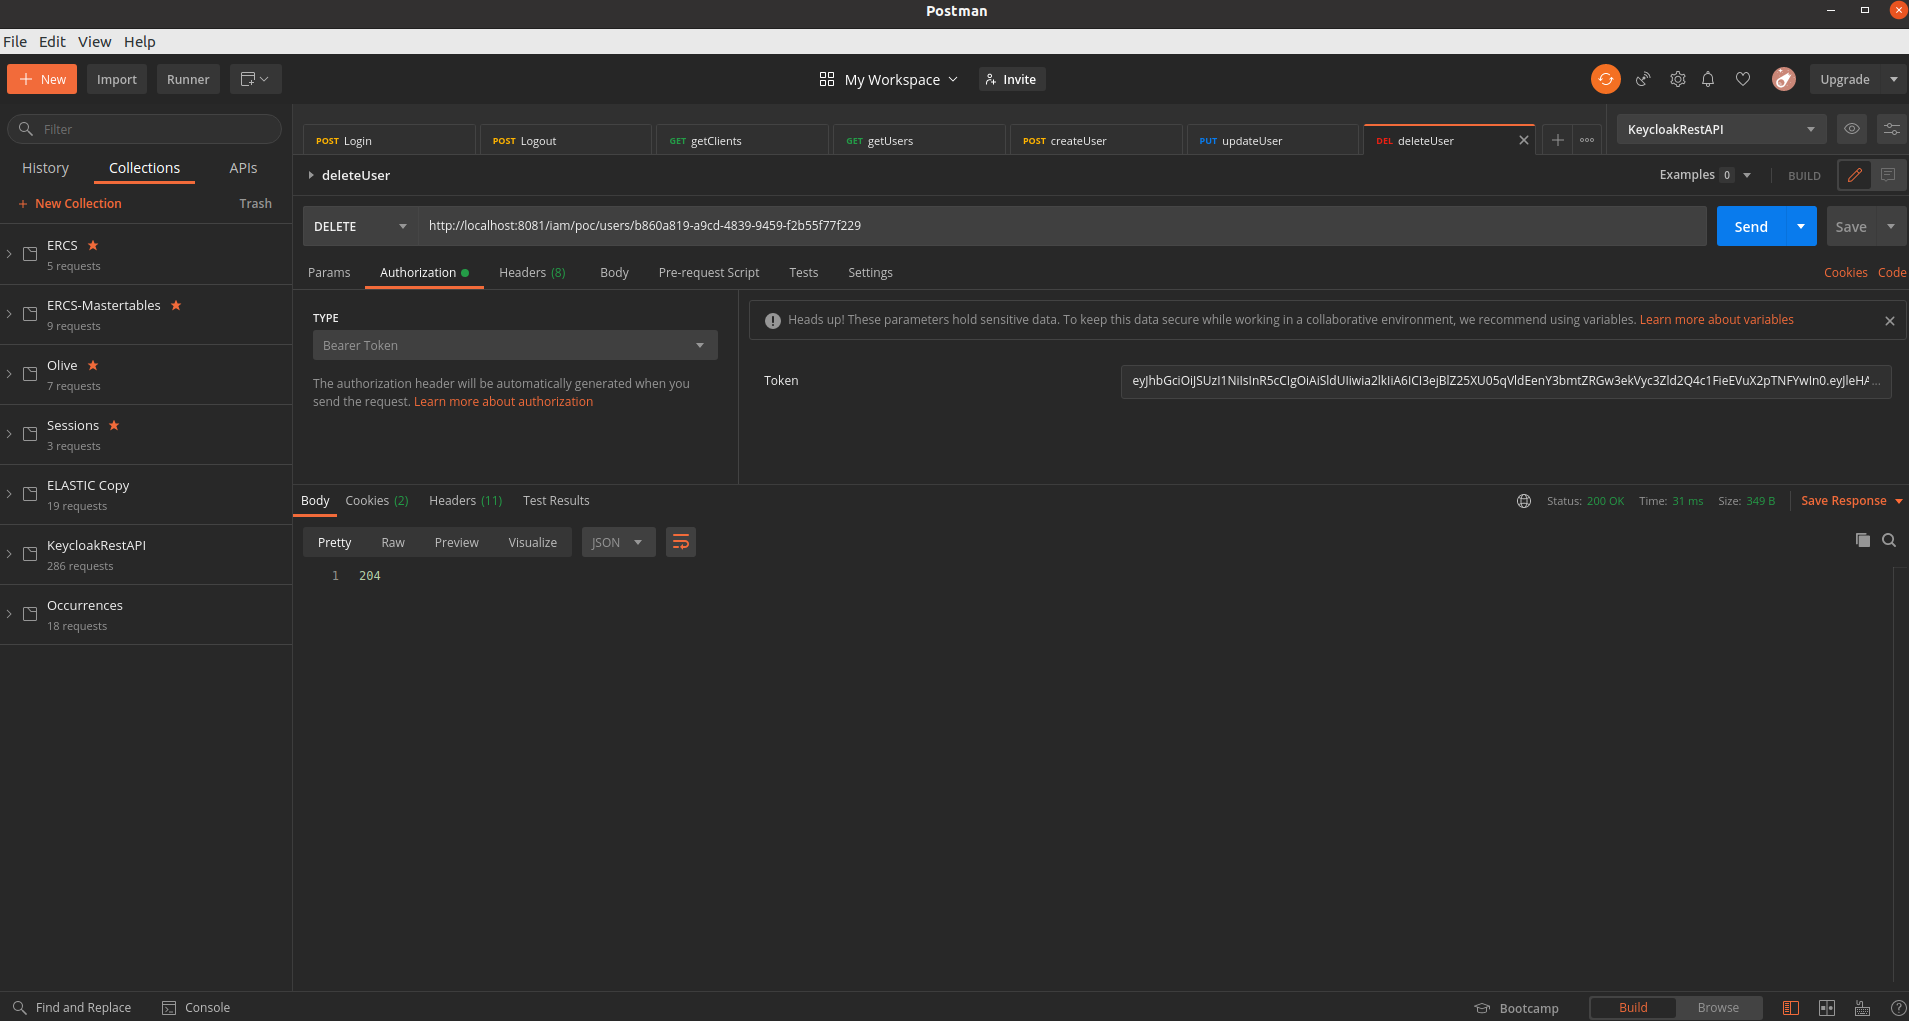 Postman
File Edit View Help
New Import Runner My Workspace Invite Upgrade
Filter
History Collections APIs
+ New Collection Trash
ERCS
5 requests
ERCS-Mastertables
9 requests
Olive
7 requests
Sessions
3 requests
ELASTIC Copy
19 requests
KeycloakRestAPI
286 requests
Occurrences
18 requests
POST Login POST Logout GET getClients GET getUsers POST createUser PUT updateUser DEL deleteUser KeycloakRestAPI
deleteUser Examples 0 BUILD
DELETE http://localhost:8081/iam/poc/users/b860a819-a9cd-4839-9459-f2b55f77f229 Send Save
Params Authorization Headers (8) Body Pre-request Script Tests Settings Cookies Code
TYPE
Bearer Token
The authorization header will be automatically generated when you
send the request. Learn more about authorization
Heads up! These parameters hold sensitive data. To keep this data secure while working in a collaborative environment, we recommend using variables. Learn more about variables
Token
Body Cookies (2) Headers (11) Test Results Status: 200 OK Time: 31 ms Size: 349 B Save Response
Pretty Raw Preview Visualize JSON
1 204
Find and Replace Console Bootcamp Build Browse